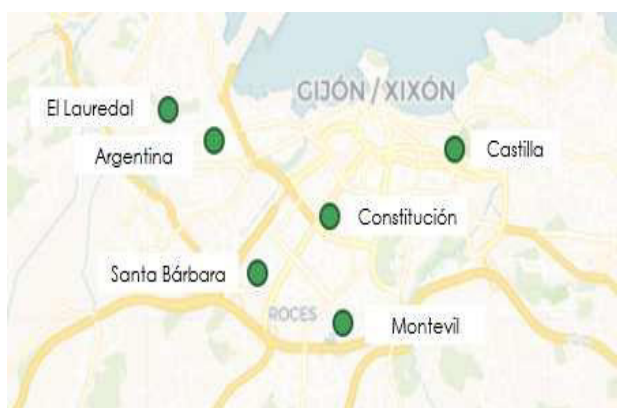 GIJÓN / XIXÓN
El Lauredal
Argentina
Castilla
Constitución
Santa Bárbara
ROCES
Montevil